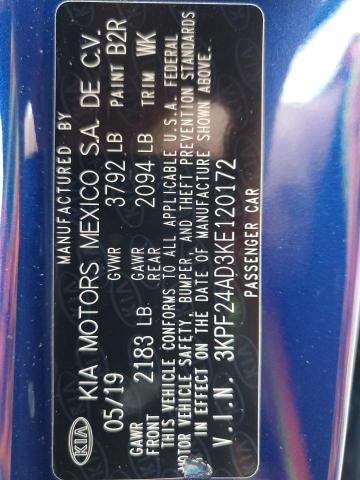 MANUFACTURED BY
KIA KIA MOTORS MEXICO S.A. DE C.V.
05/19 GVWR 3792 LB PAINT B2R
GAWR FRONT 2183 LB GAWR REAR 2094 LB TRIM WK
THIS VEHICLE CONFORMS TO ALL APPLICABLE U.S.A. FEDERAL
MOTOR VEHICLE SAFETY, BUMPER, AND THEFT PREVENTION STANDARDS
IN EFFECT ON THE DATE OF MANUFACTURE SHOWN ABOVE.
V.I.N. 3KPF24AD3KE120172
PASSENGER CAR